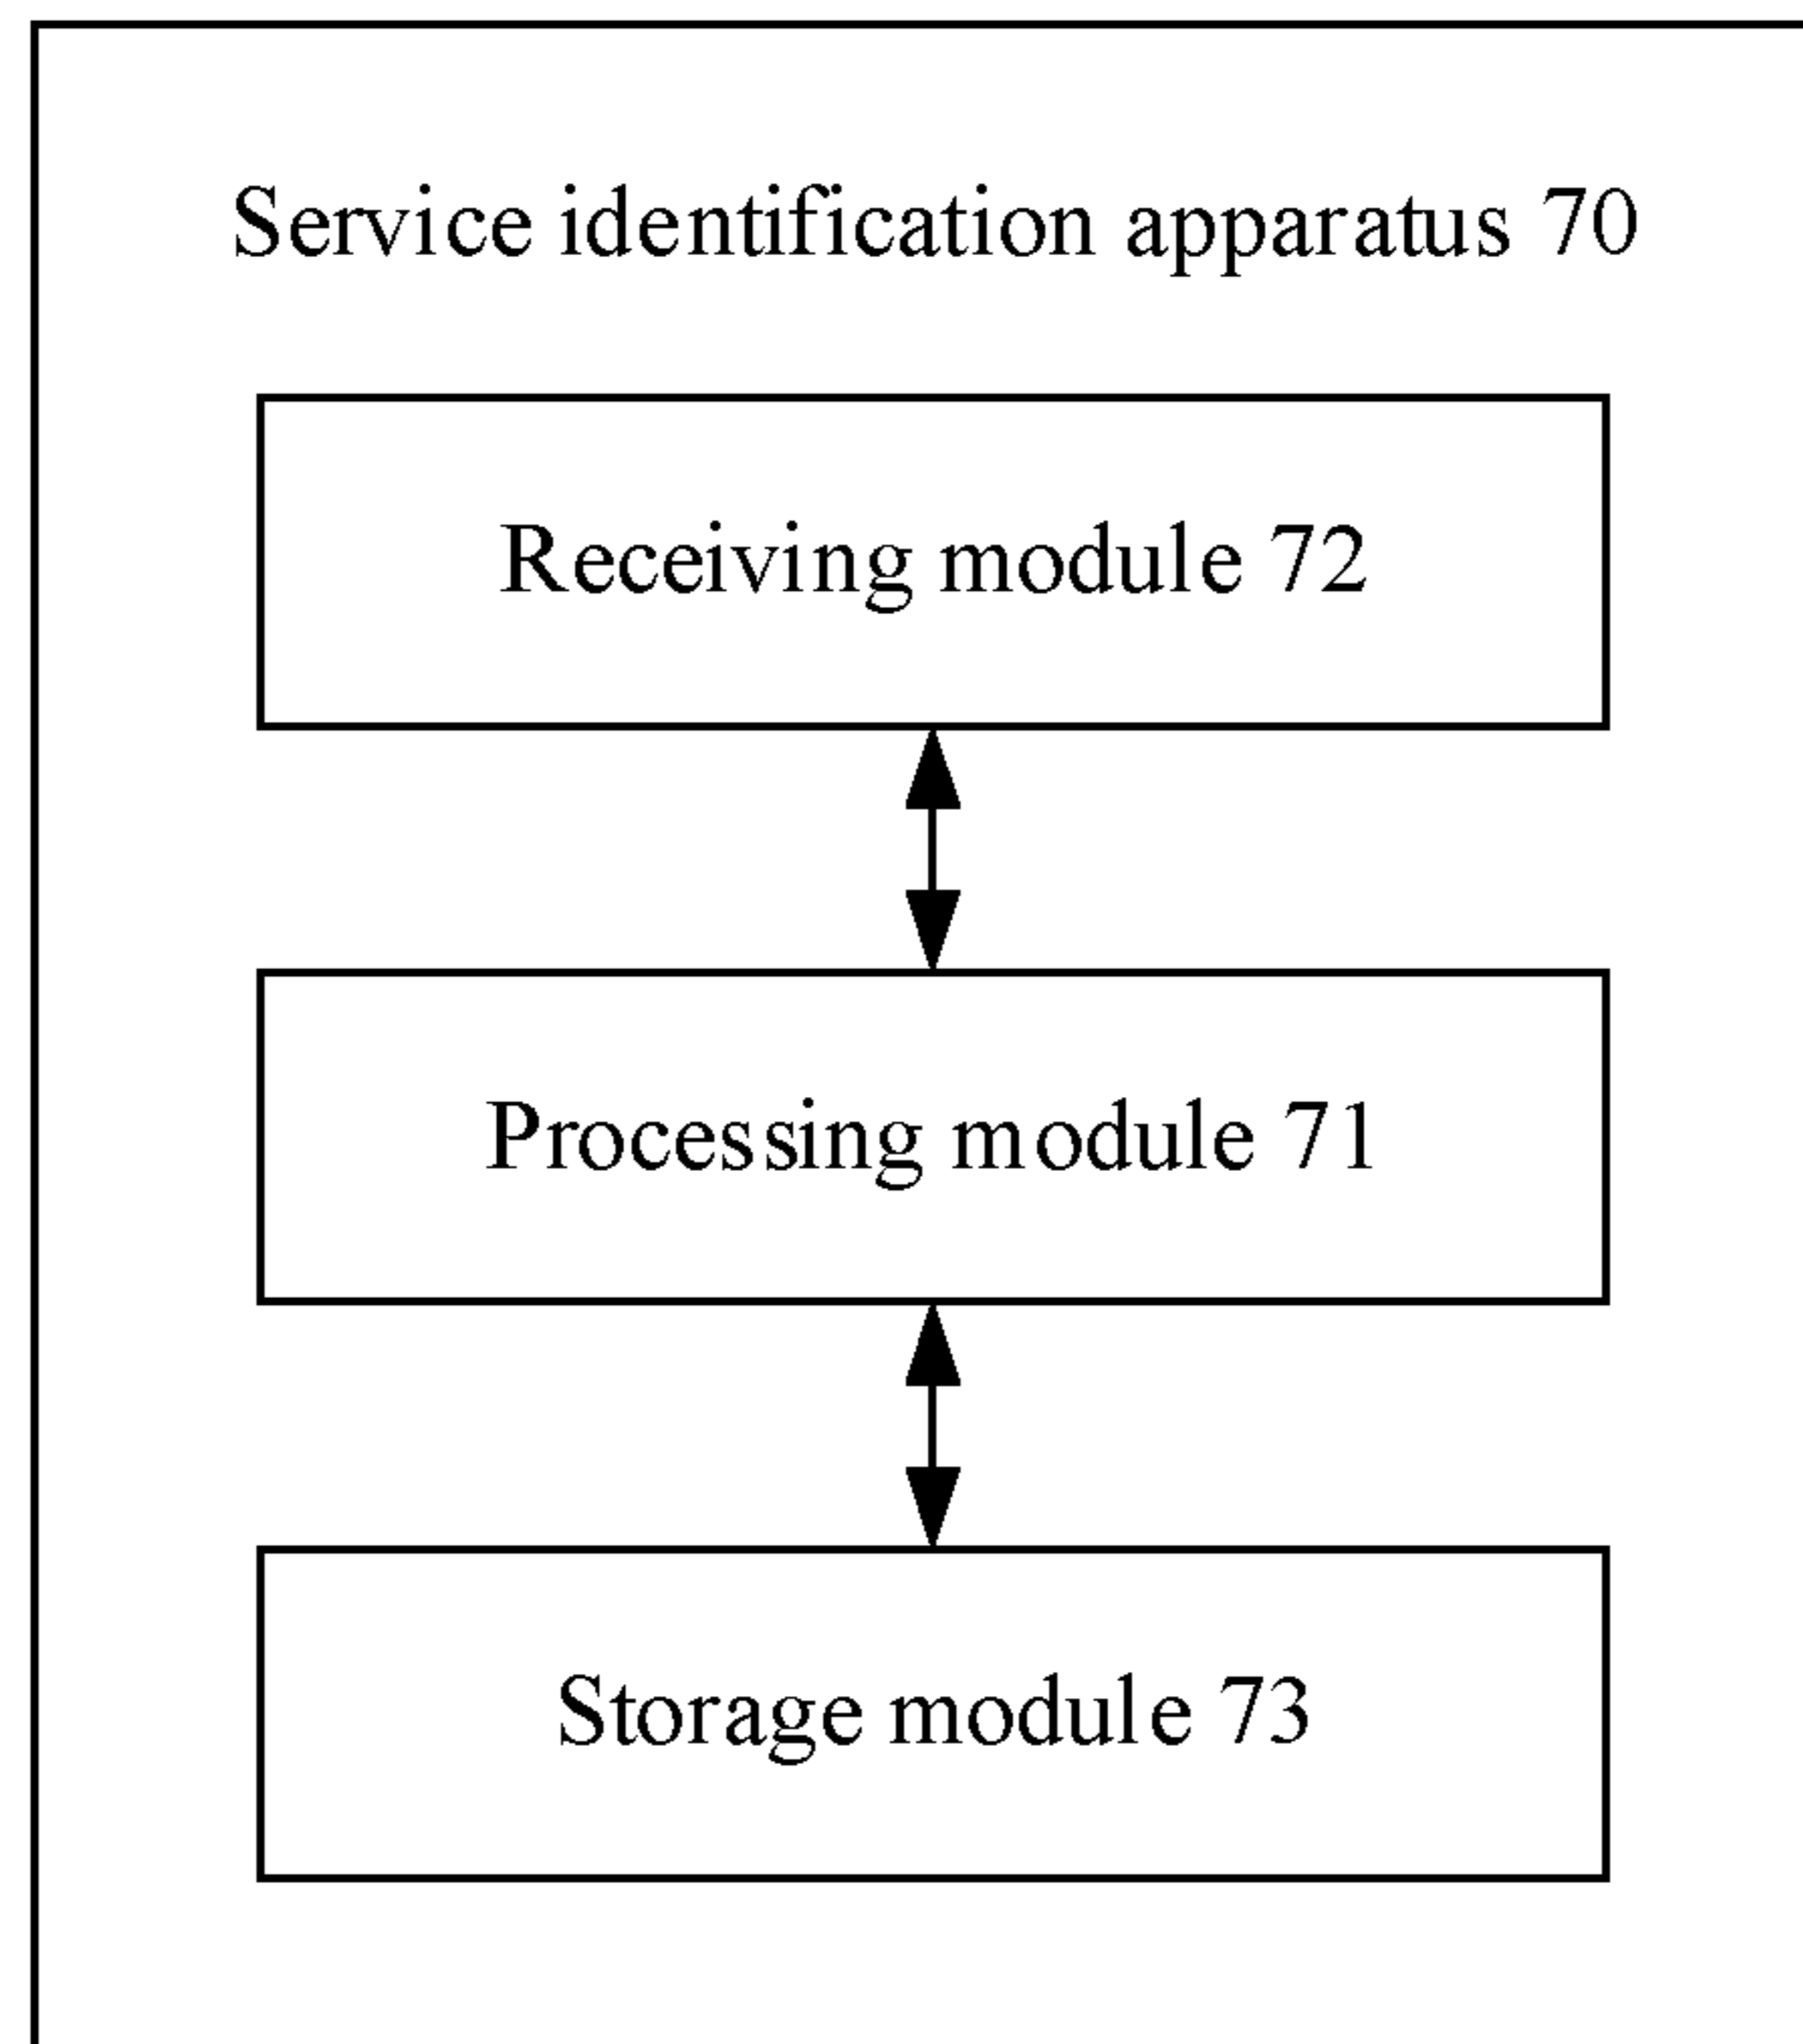 Service identification apparatus 70
Receiving module 72
Processing module 71
Storage module 73